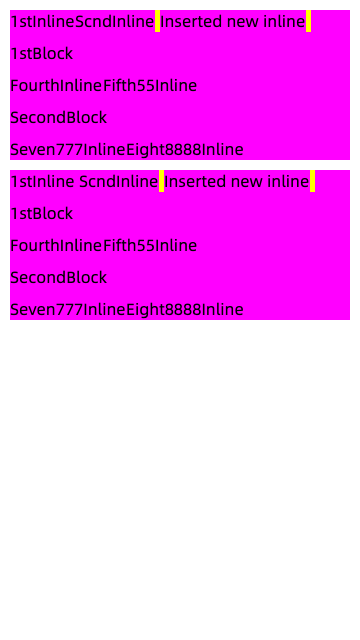 1stInlineScndInline Inserted new inline
1stBlock
FourthInlineFifth55Inline
SecondBlock
Seven777InlineEight8888Inline
1stInline ScndInline Inserted new inline
1stBlock
FourthInlineFifth55Inline
SecondBlock
Seven777InlineEight8888Inline